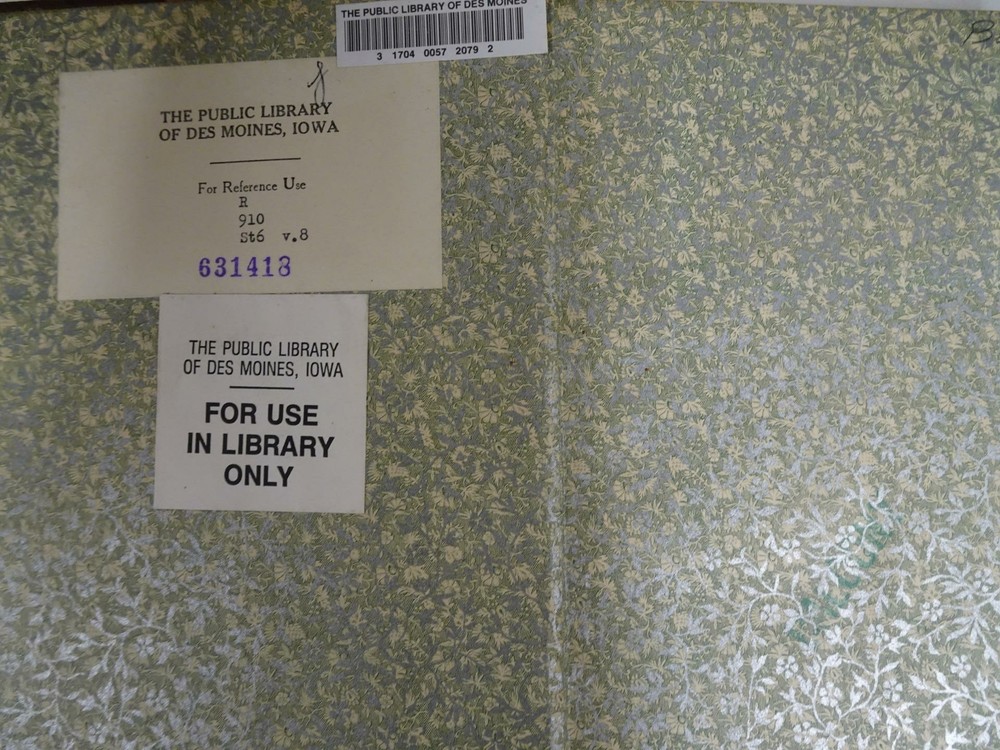 THE PUBLIC LIBRARY OF DES MOINES
3 1704 0057 2079 2
THE PUBLIC LIBRARY
OF DES MOINES, IOWA
For Reference Use
R
910
St6 v.8
631418
THE PUBLIC LIBRARY
OF DES MOINES, IOWA
FOR USE
IN LIBRARY
ONLY